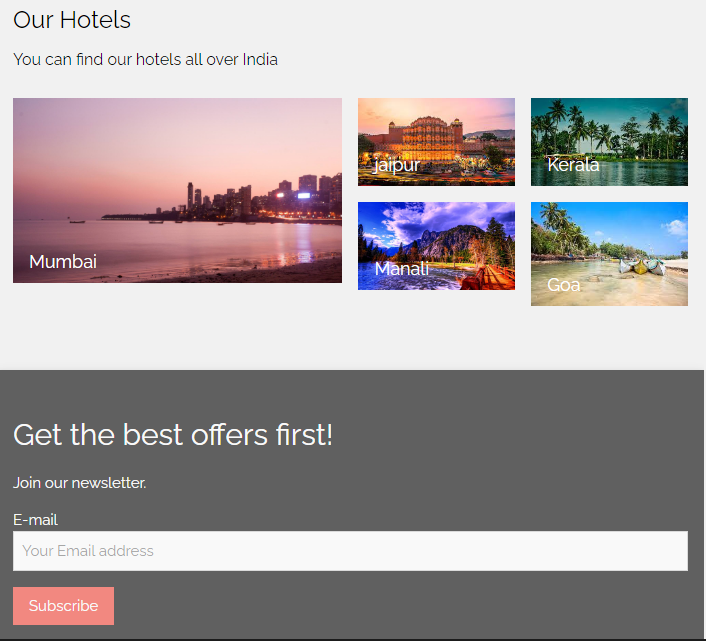 Our Hotels
You can find our hotels all over India
Mumbai
jaipur
Kerala
Manali
Goa
Get the best offers first!
Join our newsletter.
E-mail
Your Email address
Subscribe